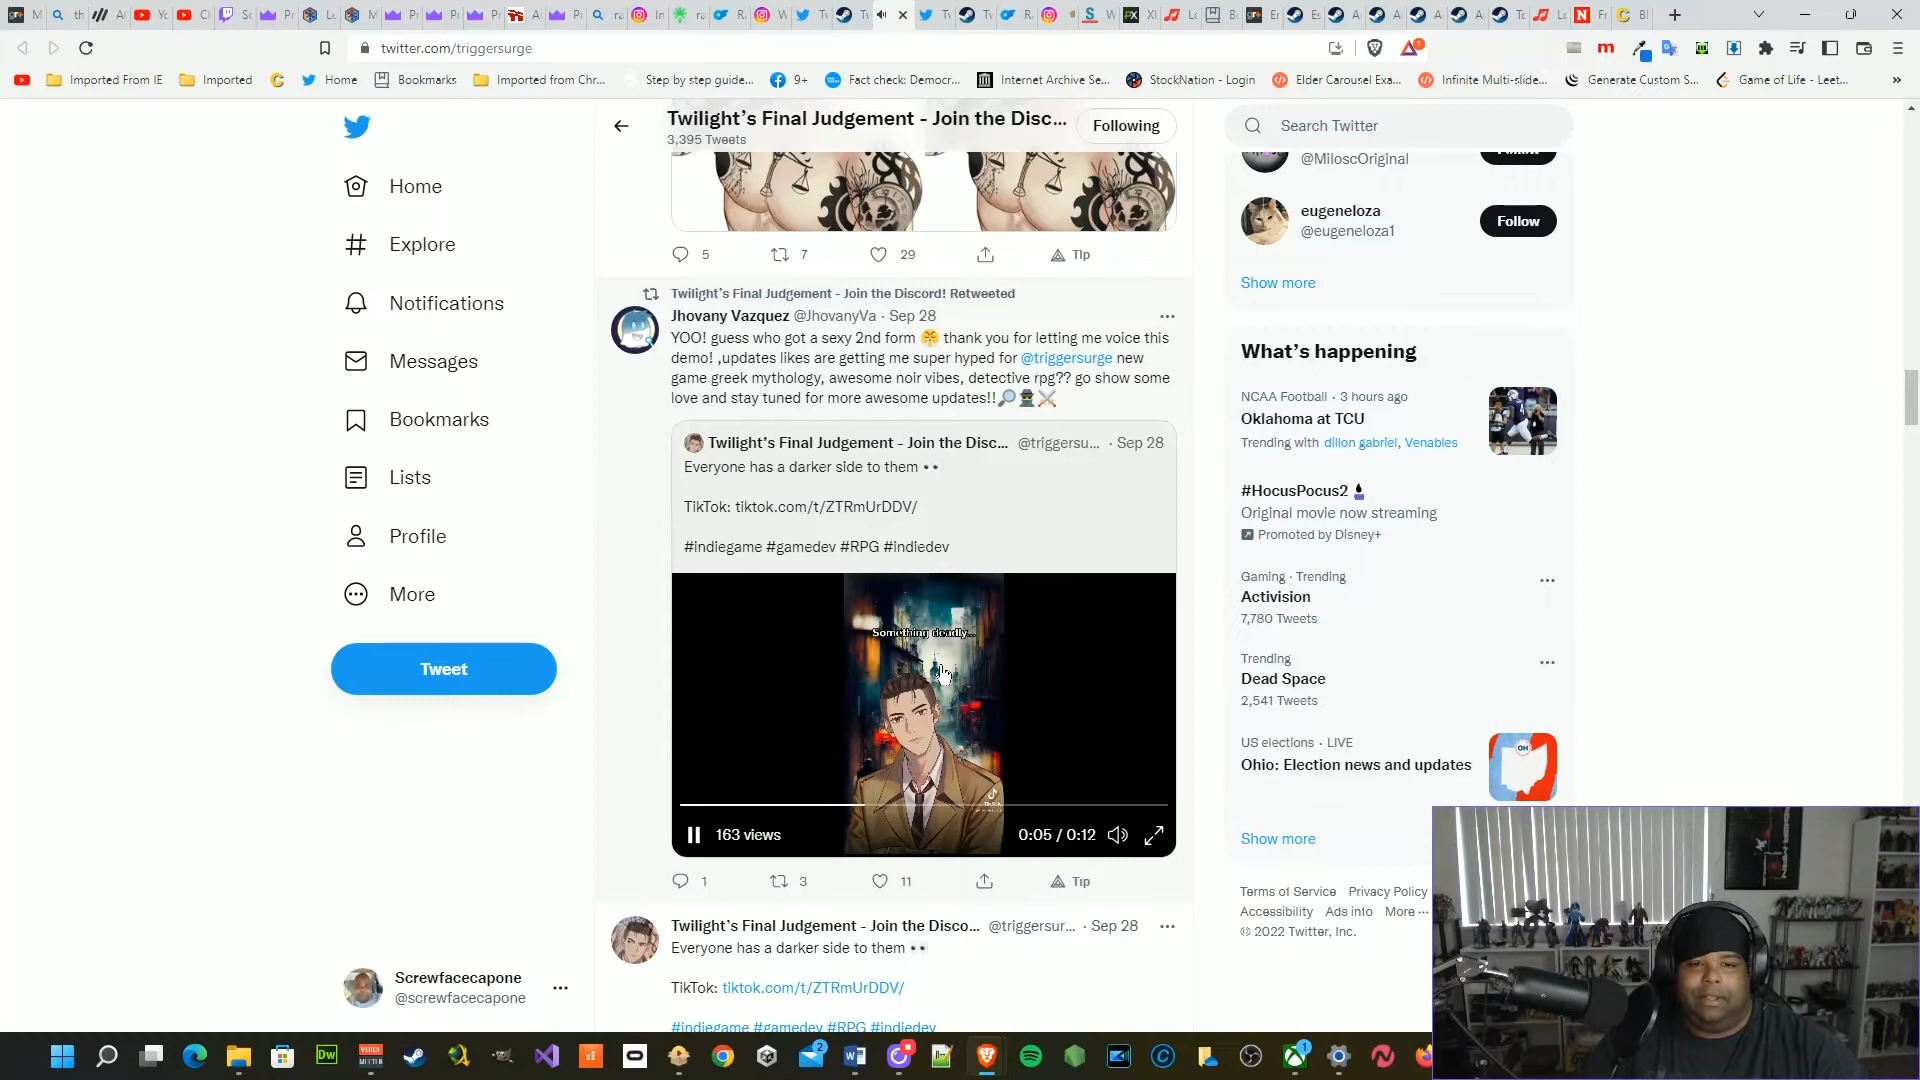 twitter.com/triggersurge
Imported From IE
Imported
Home
Bookmarks
Imported from Chr...
Step by step guide...
9+
Fact check: Democr...
Internet Archive Se...
StockNation - Login
Elder Carousel Exa...
Infinite Multi-slide...
Generate Custom S...
Game of Life - Leet...
Home
Explore
Notifications
Messages
Bookmarks
Lists
Profile
More
Tweet
Screwfacecapone
@screwfacecapone
Twilight’s Final Judgement - Join the Disc...
3,395 Tweets
Following
5 7 29 Tip
Twilight’s Final Judgement - Join the Discord! Retweeted
Jhovany Vazquez @JhovanyVa · Sep 28
YOO! guess who got a sexy 2nd form 😤 thank you for letting me voice this
demo! ,updates likes are getting me super hyped for @triggersurge new
game greek mythology, awesome noir vibes, detective rpg?? go show some
love and stay tuned for more awesome updates!!🔎🕵️⚔️
Twilight’s Final Judgement - Join the Disc... @triggersu... · Sep 28
Everyone has a darker side to them 👀
TikTok: tiktok.com/t/ZTRmUrDDV/
#indiegame #gamedev #RPG #indiedev
Something deadly...
TikTok
163 views
0:05 / 0:12
1 3 11 Tip
Twilight’s Final Judgement - Join the Disco... @triggersur... · Sep 28
Everyone has a darker side to them 👀
TikTok: tiktok.com/t/ZTRmUrDDV/
#indiegame #gamedev #RPG #indiedev
Search Twitter
@MiloscOriginal
eugeneloza
@eugeneloza1
Follow
Show more
What’s happening
NCAA Football · 3 hours ago
Oklahoma at TCU
Trending with dillon gabriel, Venables
#HocusPocus2
Original movie now streaming
Promoted by Disney+
Gaming · Trending
Activision
7,780 Tweets
Trending
Dead Space
2,541 Tweets
US elections · LIVE
Ohio: Election news and updates
OH
Show more
Terms of Service Privacy Policy
Accessibility Ads info More ...
© 2022 Twitter, Inc.